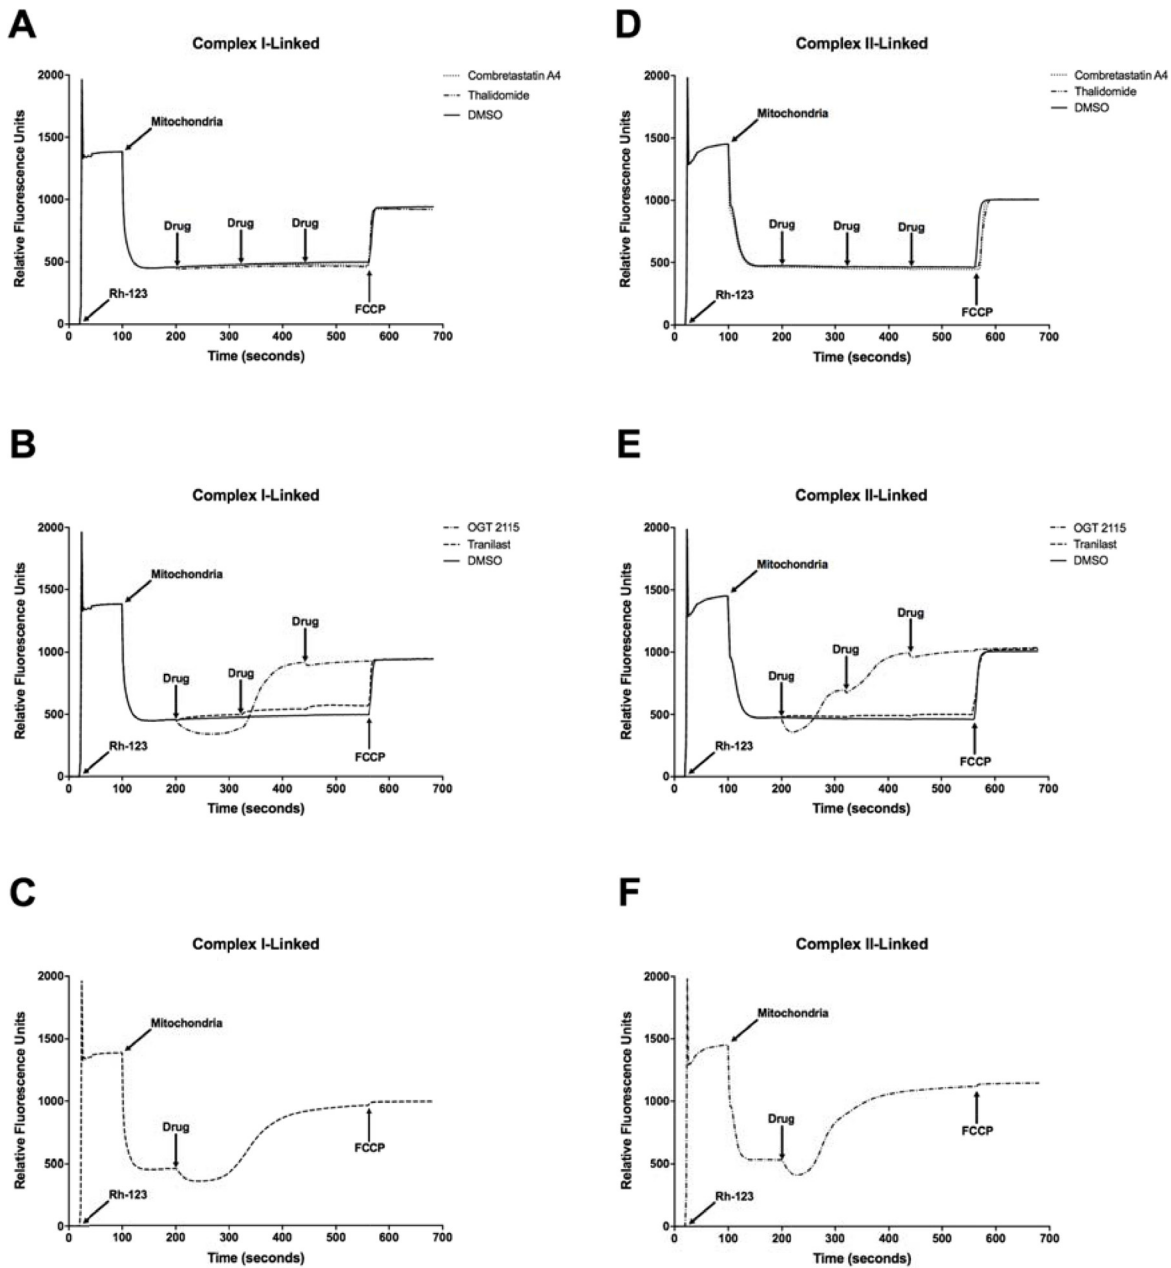 A
Complex I-Linked
Relative Fluorescence Units
2000
1500
1000
500
0
0 100 200 300 400 500 600 700
Time (seconds)
Combretastatin A4
Thalidomide
DMSO
Mitochondria
Drug Drug Drug
Rh-123
FCCP
D
Complex II-Linked
Relative Fluorescence Units
2000
1500
1000
500
0
0 100 200 300 400 500 600 700
Time (seconds)
Combretastatin A4
Thalidomide
DMSO
Mitochondria
Drug Drug Drug
Rh-123
FCCP
B
Complex I-Linked
Relative Fluorescence Units
2000
1500
1000
500
0
0 100 200 300 400 500 600 700
Time (seconds)
OGT 2115
Tranilast
DMSO
Mitochondria
Drug
Drug
Drug
Rh-123
FCCP
E
Complex II-Linked
Relative Fluorescence Units
2000
1500
1000
500
0
0 100 200 300 400 500 600 700
Time (seconds)
OGT 2115
Tranilast
DMSO
Mitochondria
Drug
Drug
Drug
Rh-123
FCCP
C
Complex I-Linked
Relative Fluorescence Units
2000
1500
1000
500
0
0 100 200 300 400 500 600 700
Time (seconds)
Mitochondria
Drug
Rh-123
FCCP
F
Complex II-Linked
Relative Fluorescence Units
2000
1500
1000
500
0
0 100 200 300 400 500 600 700
Time (seconds)
Mitochondria
Drug
Rh-123
FCCP